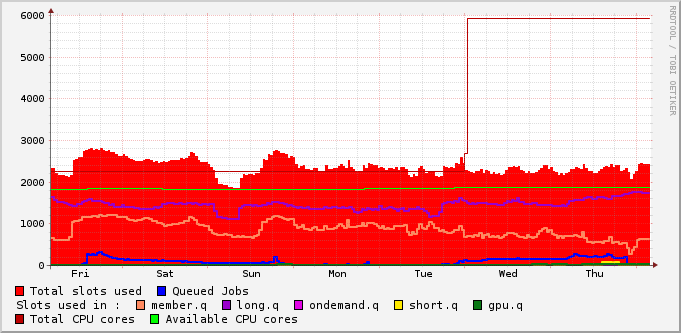 RRDTOOL / TOBI OETIKER
6000
5000
4000
3000
2000
1000
0
Fri Sat Sun Mon Tue Wed Thu
Total slots used Queued Jobs
Slots used in : member.q long.q ondemand.q short.q gpu.q
Total CPU cores Available CPU cores